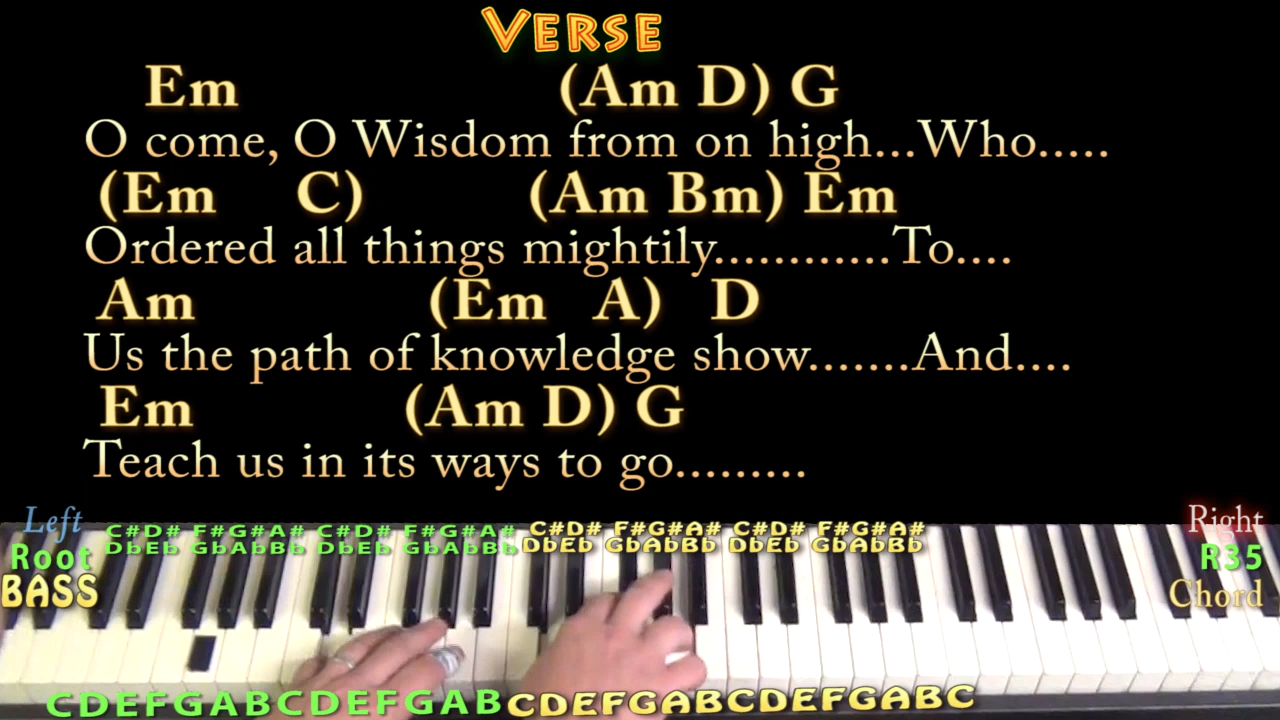 VERSE
Em (Am D) G
O come, O Wisdom from on high...Who.....
(Em C) (Am Bm) Em
Ordered all things mightily............To....
Am (Em A) D
Us the path of knowledge show.......And....
Em (Am D) G
Teach us in its ways to go.........
Left C#D# F#G#A# C#D# F#G#A# C#D# F#G#A# C#D# F#G#A# Right
Root DbEb GbAbBb DbEb GbAbBb DbEb GbAbBb DbEb GbAbBb R35
BASS Chord
CDEFGABCDEFGAB CDEFGABCDEFGABC